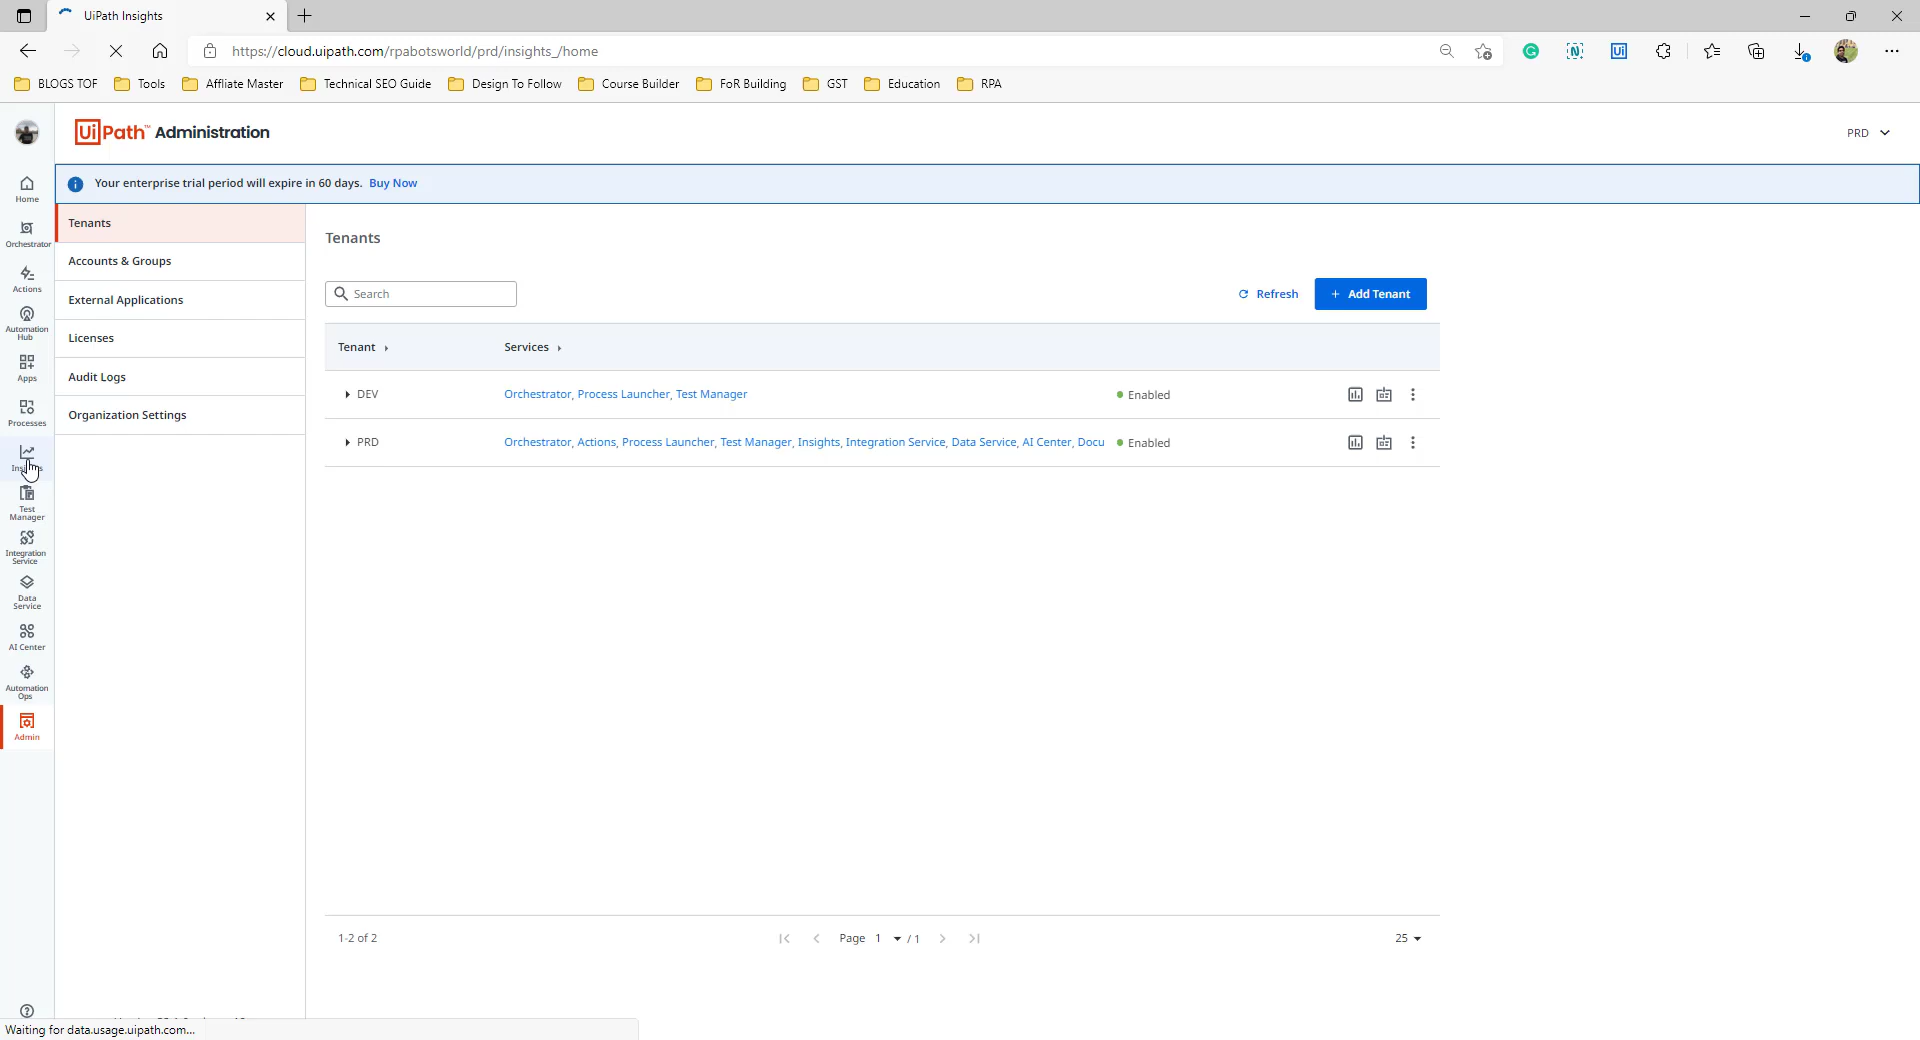 UiPath Insights
https://cloud.uipath.com/rpabotsworld/prd/insights_/home
BLOGS TOF
Tools
Affliate Master
Technical SEO Guide
Design To Follow
Course Builder
FoR Building
GST
Education
RPA
UiPath™ Administration
PRD
Your enterprise trial period will expire in 60 days. Buy Now
Home
Orchestrator
Actions
Automation
Hub
Apps
Processes
Test
Manager
Integration
Service
Data
Service
AI Center
Automation
Ops
Admin
Tenants
Accounts & Groups
External Applications
Licenses
Audit Logs
Organization Settings
Tenants
Search
Refresh
+ Add Tenant
Tenant
Services
DEV
Orchestrator, Process Launcher, Test Manager
Enabled
PRD
Orchestrator, Actions, Process Launcher, Test Manager, Insights, Integration Service, Data Service, AI Center, Docu
Enabled
1-2 of 2
Page 1 / 1
25
Waiting for data.usage.uipath.com...